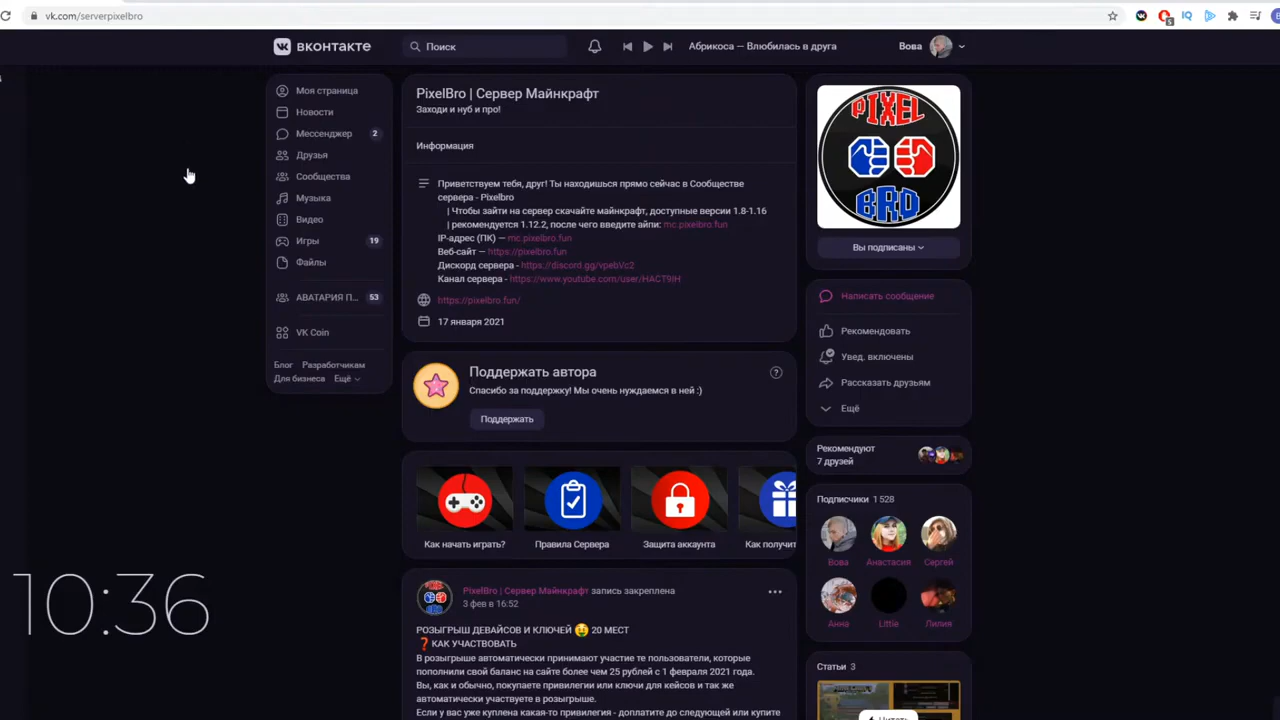 vk.com/serverpixelbro
5
IQ
вконтакте
Поиск
Абрикоса — Влюбилась в друга
Вова
Моя страница
Новости
Мессенджер 2
Друзья
Сообщества
Музыка
Видео
Игры 19
Файлы
АВАТАРИЯ П... 53
VK Coin
Блог Разработчикам
Для бизнеса Ещё
10:36
PixelBro | Сервер Майнкрафт
Заходи и нуб и про!
Информация
Приветствуем тебя, друг! Ты находишься прямо сейчас в Сообществе
сервера - Pixelbro
| Чтобы зайти на сервер скачайте майнкрафт, доступные версии 1.8-1.16
| рекомендуется 1.12.2, после чего введите айпи: mc.pixelbro.fun
IP-адрес (ПК) — mc.pixelbro.fun
Веб-сайт — https://pixelbro.fun
Дискорд сервера - https://discord.gg/vpebVc2
Канал сервера - https://www.youtube.com/user/HACT9IH
https://pixelbro.fun/
17 января 2021
Поддержать автора
?
Спасибо за поддержку! Мы очень нуждаемся в ней :)
Поддержать
Как начать играть? Правила Сервера Защита аккаунта Как получит
PixelBro | Сервер Майнкрафт запись закреплена
3 фев в 16:52
РОЗЫГРЫШ ДЕВАЙСОВ И КЛЮЧЕЙ 🤑 20 МЕСТ
❓КАК УЧАСТВОВАТЬ
В розыгрыше автоматически принимают участие те пользователи, которые
пополнили свой баланс на сайте более чем 25 рублей с 1 февраля 2021 года.
Вы, как и обычно, покупаете привилегии или ключи для кейсов и так же
автоматически участвуете в розыгрыше.
Если у вас уже куплена какая-то привилегия - доплатите до следующей или купите
PIXEL
BRO
Вы подписаны
Написать сообщение
Рекомендовать
Увед. включены
Рассказать друзьям
Ещё
Рекомендуют
7 друзей
Подписчики 1 528
Вова Анастасия Сергей
Анна Little Лилия
Статьи 3
Читать